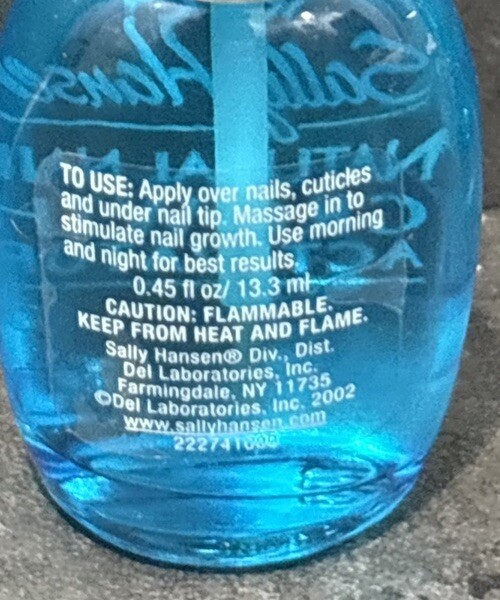 Sally Hansen
TO USE: Apply over nails, cuticles
and under nail tip. Massage in to
stimulate nail growth. Use morning
and night for best results.
0.45 fl oz/ 13.3 ml
CAUTION: FLAMMABLE.
KEEP FROM HEAT AND FLAME.
Sally Hansen® Div., Dist.
Del Laboratories, Inc.
Farmingdale, NY 11735
©Del Laboratories, Inc. 2002
www.sallyhansen.com